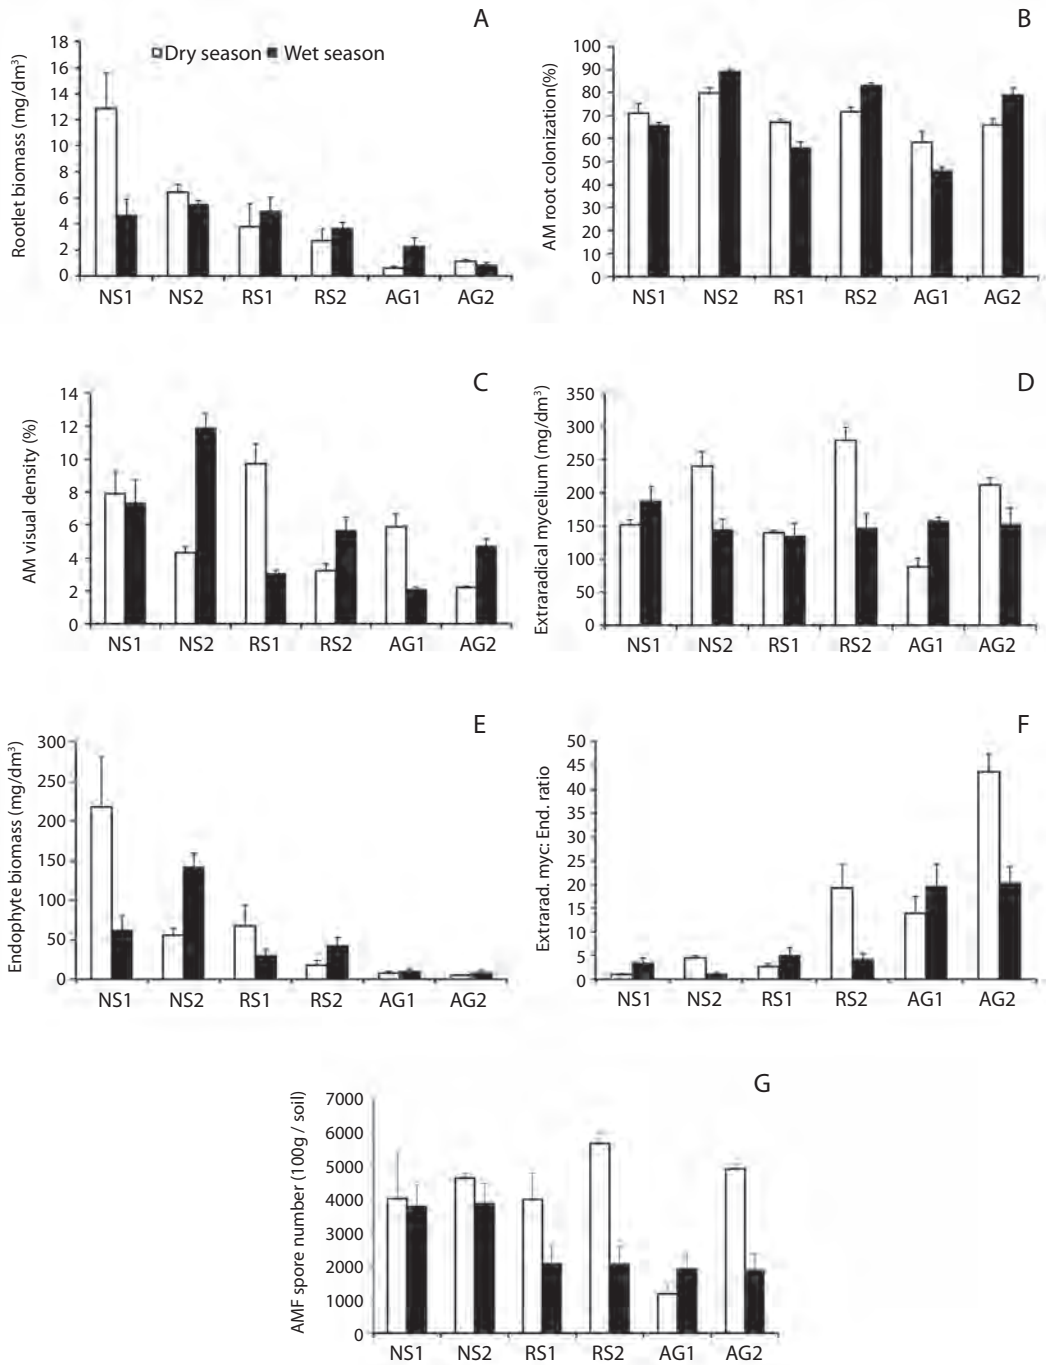 A
Rootlet biomass (mg/dm³)
Dry season Wet season
18
16
14
12
10
8
6
4
2
0
NS1 NS2 RS1 RS2 AG1 AG2
B
AM root colonization(%)
100
90
80
70
60
50
40
30
20
10
0
NS1 NS2 RS1 RS2 AG1 AG2
C
AM visual density (%)
14
12
10
8
6
4
2
0
NS1 NS2 RS1 RS2 AG1 AG2
D
Extraradical mycelium (mg/dm³)
350
300
250
200
150
100
50
0
NS1 NS2 RS1 RS2 AG1 AG2
E
Endophyte biomass (mg/dm³)
300
250
200
150
100
50
0
NS1 NS2 RS1 RS2 AG1 AG2
F
Extrarad. myc: End. ratio
50
45
40
35
30
25
20
15
10
5
0
NS1 NS2 RS1 RS2 AG1 AG2
G
AMF spore number (100g / soil)
7000
6000
5000
4000
3000
2000
1000
0
NS1 NS2 RS1 RS2 AG1 AG2